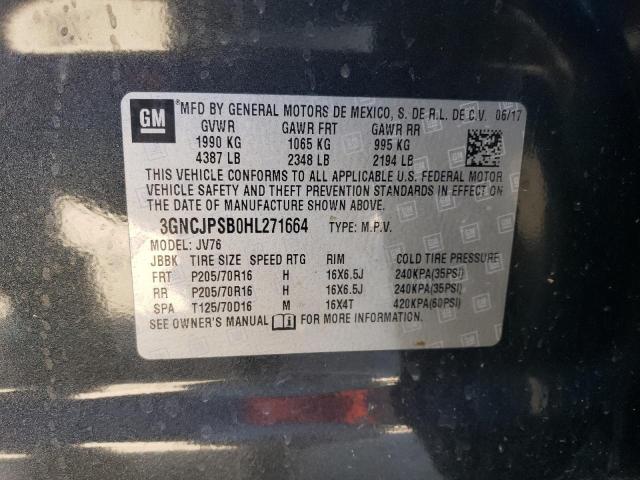 GM
®MFD BY GENERAL MOTORS DE MEXICO, S. DE R.L. DE C.V. 06/17
GVWR GAWR FRT GAWR RR
1990 KG 1065 KG 995 KG
4387 LB 2348 LB 2194 LB
THIS VEHICLE CONFORMS TO ALL APPLICABLE U.S. FEDERAL MOTOR
VEHICLE SAFETY AND THEFT PREVENTION STANDARDS IN EFFECT ON
THE DATE OF MANUFACTURE SHOWN ABOVE.
3GNCJPSB0HL271664 TYPE: M.P.V.
MODEL: JV76
JBBK TIRE SIZE SPEED RTG RIM COLD TIRE PRESSURE
FRT P205/70R16 H 16X6.5J 240KPA(35PSI)
RR P205/70R16 H 16X6.5J 240KPA(35PSI)
SPA T125/70D16 M 16X4T 420KPA(60PSI)
SEE OWNER'S MANUAL FOR MORE INFORMATION.